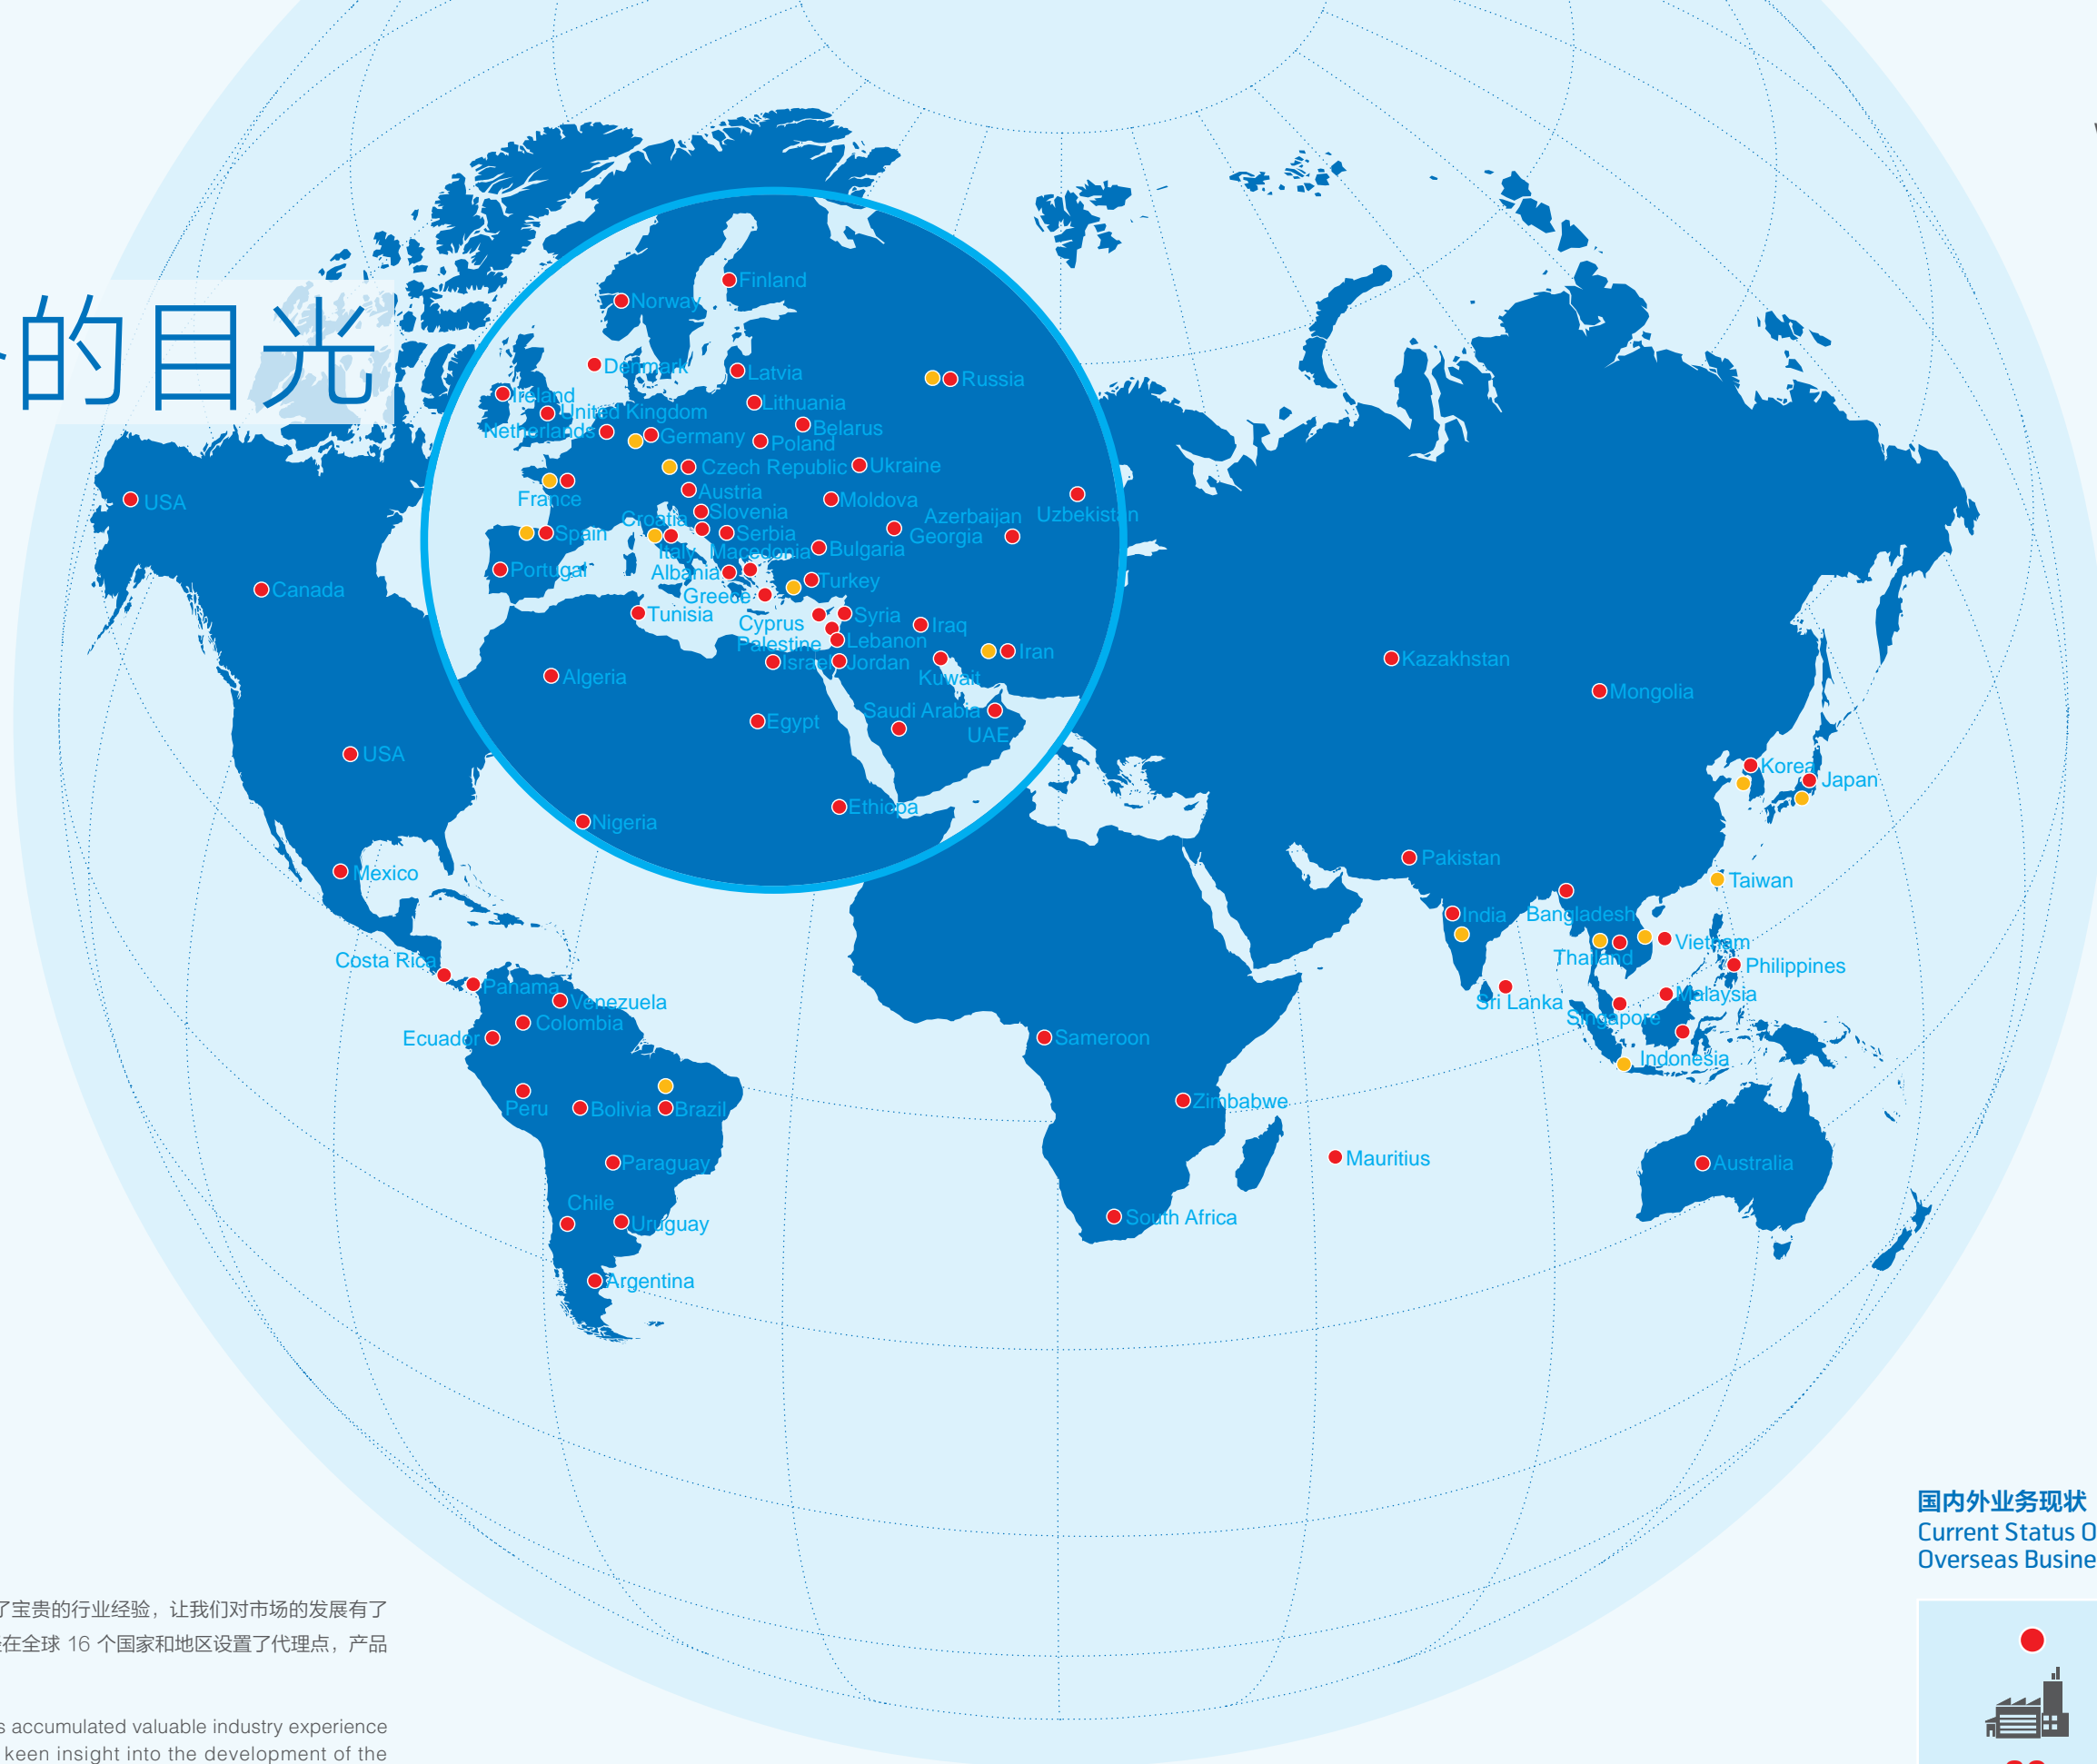 的目光
Finland
Norway
Denmark
Latvia
Russia
Ireland
Lithuania
United Kingdom
Netherlands
Belarus
Germany
Poland
Czech Republic
Ukraine
France
Austria
Moldova
USA
Slovenia
Azerbaijan
Uzbekistan
Croatia
Spain
Serbia
Georgia
Italy
Macedonia
Bulgaria
Portugal
Albania
Turkey
Canada
Greece
Tunisia
Cyprus
Syria
Iraq
Palestine
Lebanon
Iran
Israel
Jordan
Kuwait
Kazakhstan
Algeria
Mongolia
Saudi Arabia
Egypt
UAE
USA
Korea
Japan
Ethiopa
Nigeria
Pakistan
Mexico
Taiwan
India
Bangladesh
Vietnam
Costa Rica
Thailand
Philippines
Panama
Malaysia
Venezuela
Sri Lanka
Colombia
Singapore
Ecuador
Sameroon
Indonesia
Peru
Bolivia
Brazil
Zimbabwe
Mauritius
Paraguay
Australia
Chile
South Africa
Uruguay
Argentina
国内外业务现状
Current Status O
Overseas Busine
了宝贵的行业经验，让我们对市场的发展有了
在全球 16 个国家和地区设置了代理点，产品
s accumulated valuable industry experience
keen insight into the development of the